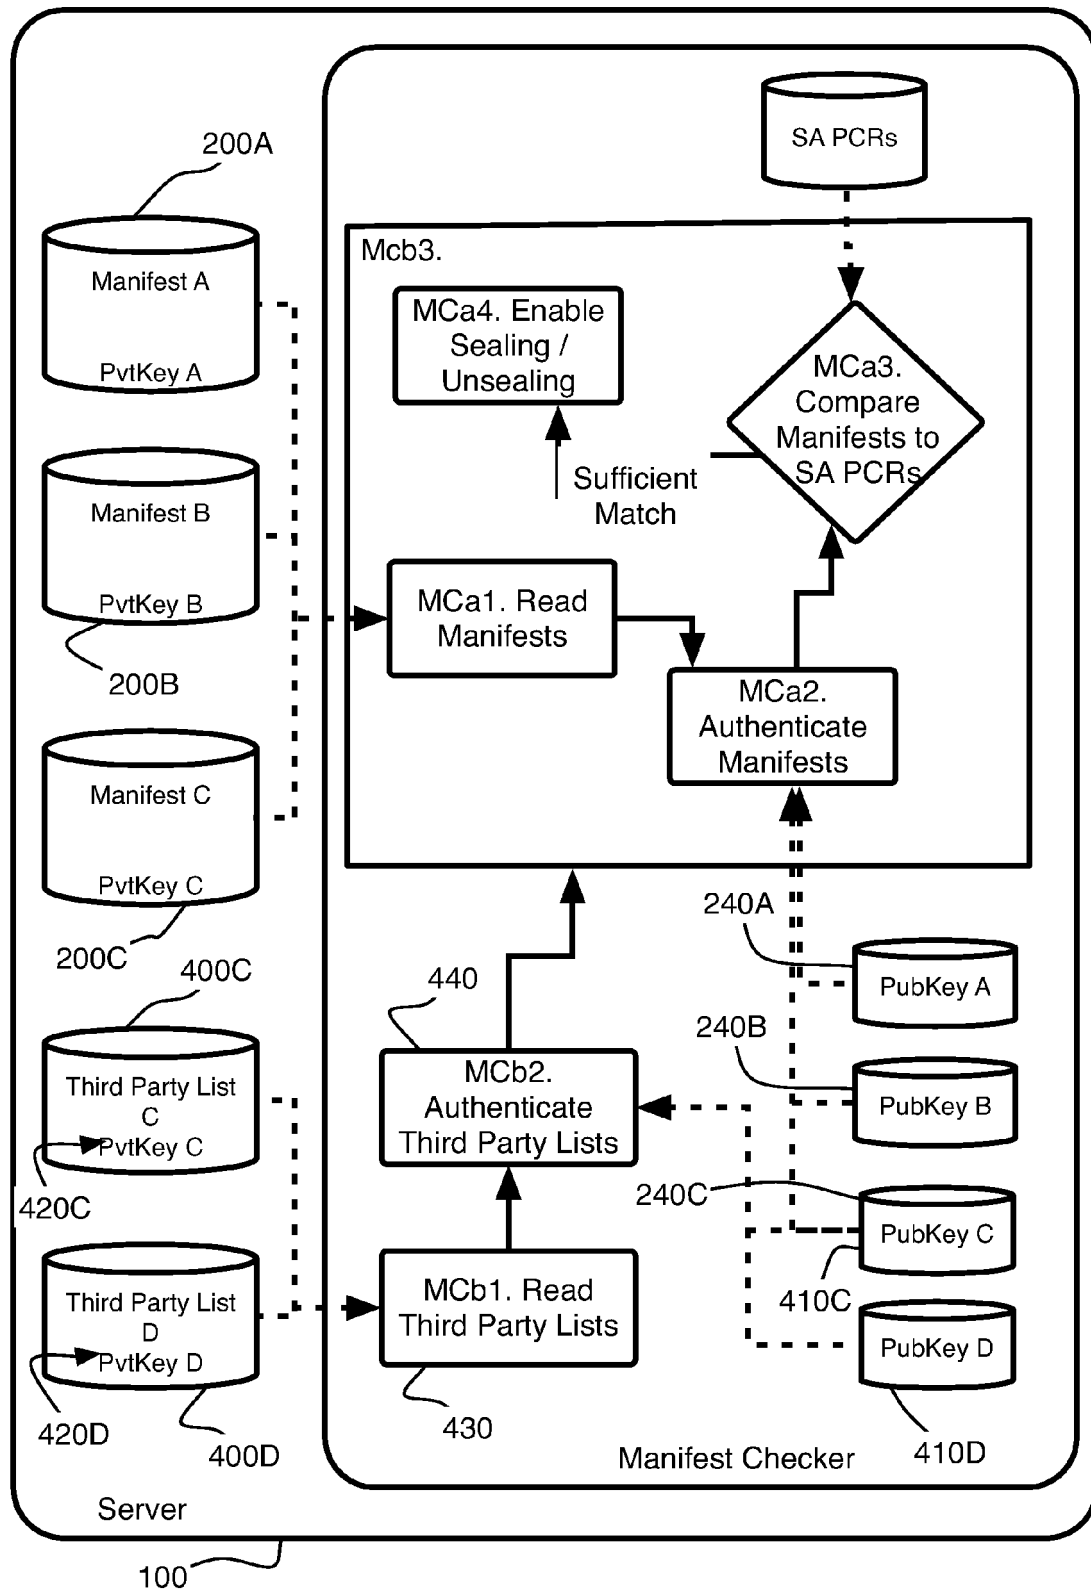 SA PCRs
200A
Mcb3.
Manifest A
PvtKey A
MCa4. Enable
Sealing /
Unsealing
MCa3.
Compare
Manifests to
SA PCRs
Sufficient
Match
Manifest B
PvtKey B
200B
MCa1. Read
Manifests
MCa2.
Authenticate
Manifests
Manifest C
PvtKey C
200C
240A
PubKey A
400C
440
240B
PubKey B
Third Party List
C
PvtKey C
420C
MCb2.
Authenticate
Third Party Lists
240C
PubKey C
410C
Third Party List
D
PvtKey D
420D
400D
MCb1. Read
Third Party Lists
430
PubKey D
410D
Manifest Checker
Server
100